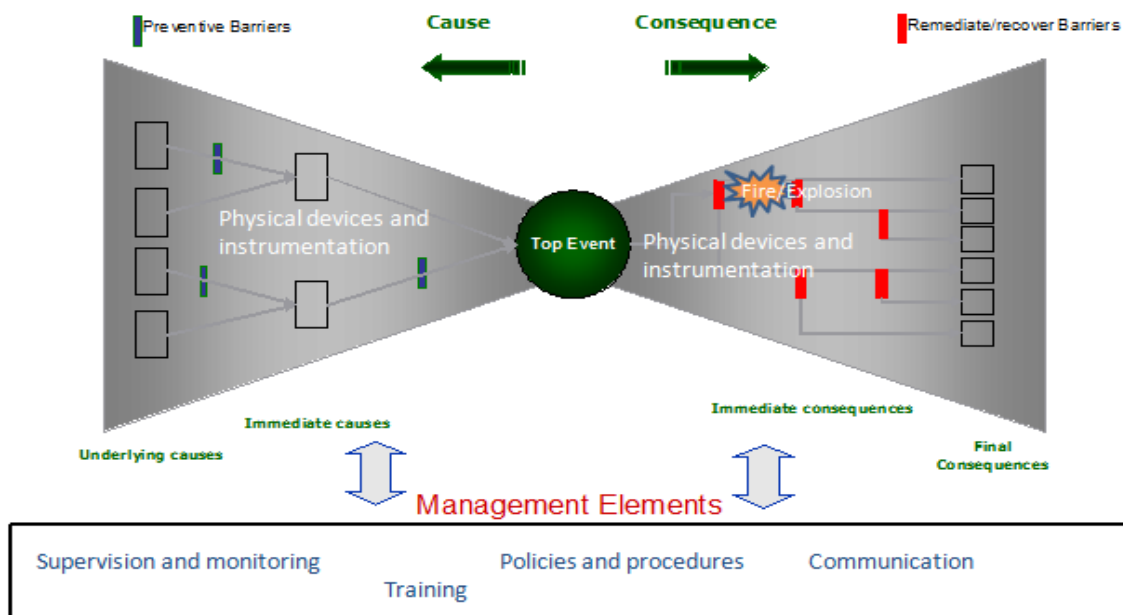 Preventive Barriers
Cause
Consequence
Remediate/recover Barriers
Fire/Explosion
Physical devices and
instrumentation
Top Event
Physical devices and
instrumentation
Immediate causes
Immediate consequences
Underlying causes
Final
Consequences
Management Elements
Supervision and monitoring
Policies and procedures
Communication
Training